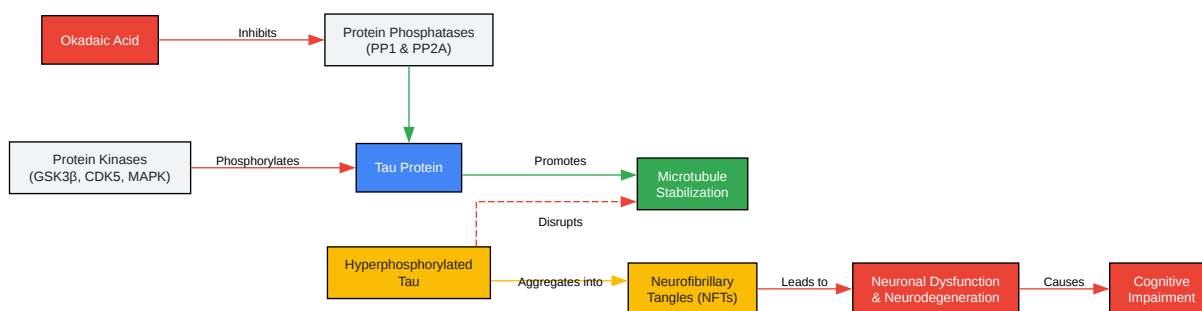 Okadaic Acid
Inhibits
Protein Phosphatases
(PP1 & PP2A)
Protein Kinases
(GSK3β, CDK5, MAPK)
Phosphorylates
Tau Protein
Promotes
Microtubule
Stabilization
Disrupts
Hyperphosphorylated
Tau
Aggregates into
Neurofibrillary
Tangles (NFTs)
Leads to
Neuronal Dysfunction
& Neurodegeneration
Causes
Cognitive
Impairment